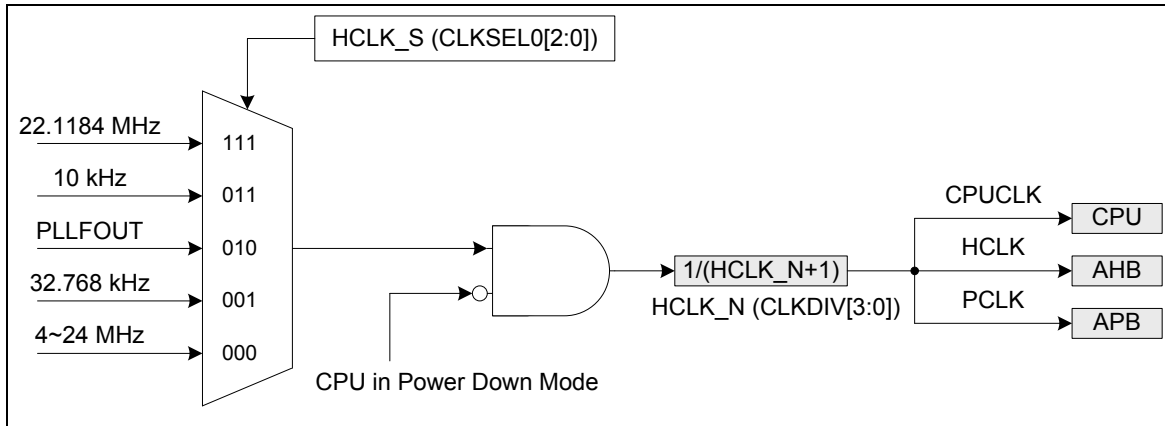 HCLK_S (CLKSEL0[2:0])
22.1184 MHz
111
10 kHz
011
PLLFOUT
010
32.768 kHz
001
4~24 MHz
000
CPU in Power Down Mode
1/(HCLK_N+1)
HCLK_N (CLKDIV[3:0])
CPUCLK
CPU
HCLK
AHB
PCLK
APB